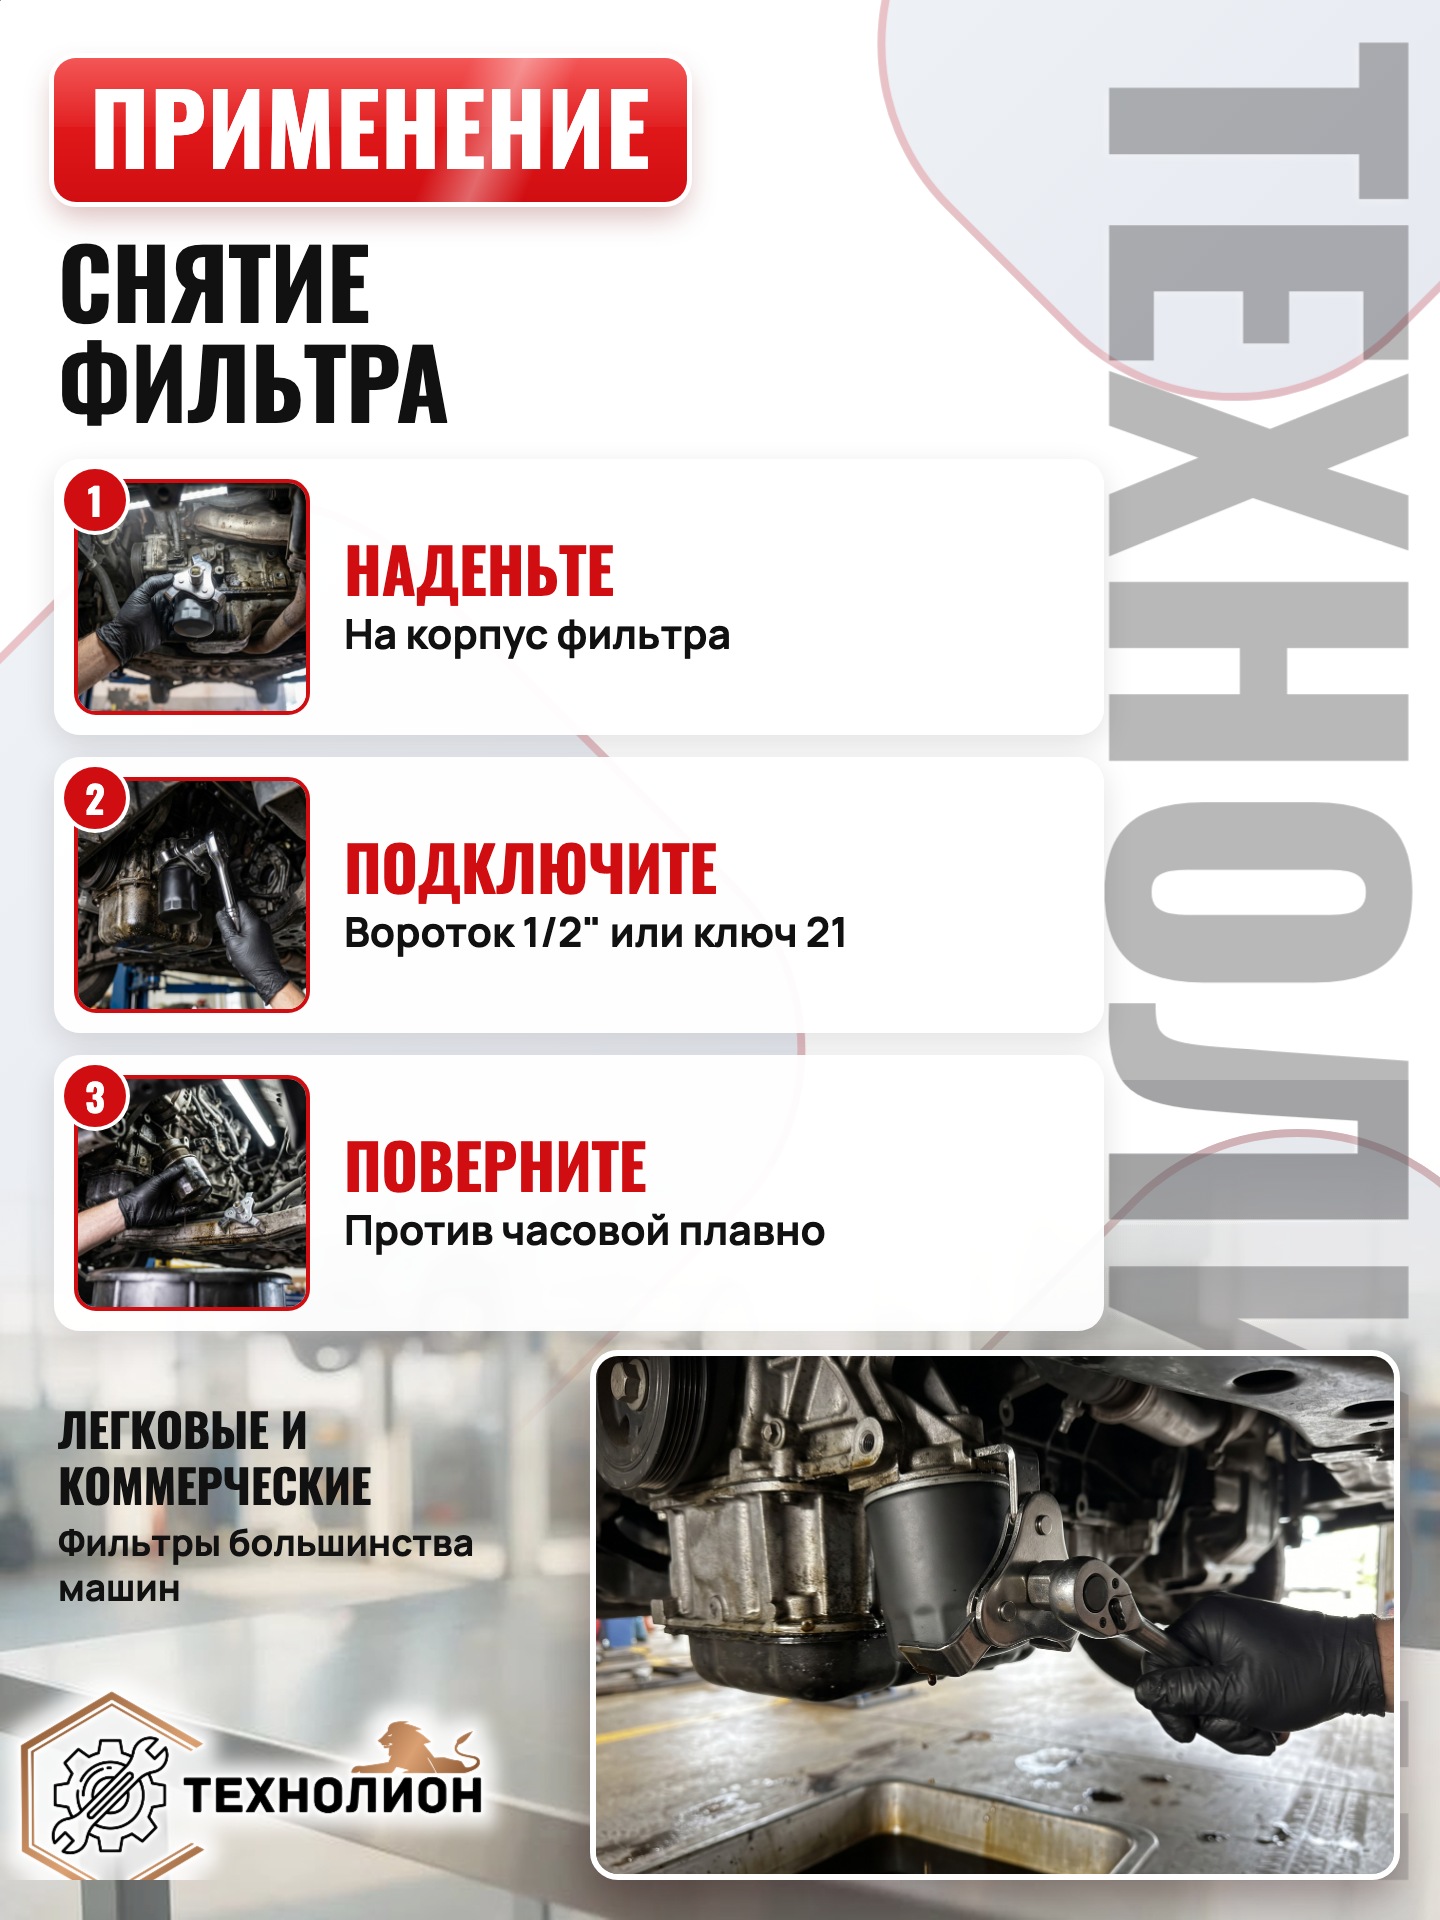 ПРИМЕНЕНИЕ
СНЯТИЕ
ФИЛЬТРА
1
НАДЕНЬТЕ
На корпус фильтра
2
ПОДКЛЮЧИТЕ
Вороток 1/2" или ключ 21
3
ПОВЕРНИТЕ
Против часовой плавно
ЛЕГКОВЫЕ И
КОММЕРЧЕСКИЕ
Фильтры большинства
машин
ТЕХНОЛИОН
ТЕХНОЛИ